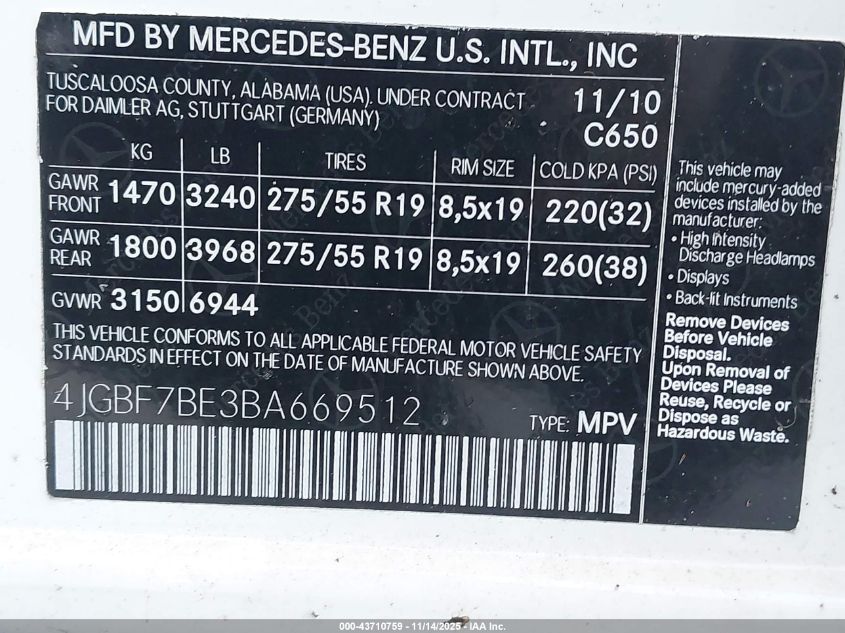 MFD BY MERCEDES-BENZ U.S. INTL., INC
TUSCALOOSA COUNTY, ALABAMA (USA). UNDER CONTRACT
FOR DAIMLER AG, STUTTGART (GERMANY)
11/10
C650
KG LB TIRES RIM SIZE COLD KPA (PSI)
GAWR FRONT 1470 3240 275/55 R19 8,5x19 220(32)
GAWR REAR 1800 3968 275/55 R19 8,5x19 260(38)
GVWR 3150 6944
THIS VEHICLE CONFORMS TO ALL APPLICABLE FEDERAL MOTOR VEHICLE SAFETY
STANDARDS IN EFFECT ON THE DATE OF MANUFACTURE SHOWN ABOVE.
4JGBF7BE3BA669512
TYPE: MPV
This vehicle may
include mercury-added
devices installed by the
manufacturer:
• High Intensity
Discharge Headlamps
• Displays
• Back-lit Instruments
Remove Devices
Before Vehicle
Disposal.
Upon Removal of
Devices Please
Reuse, Recycle or
Dispose as
Hazardous Waste.
000-43710759 - 11/14/2025 - IAA Inc.